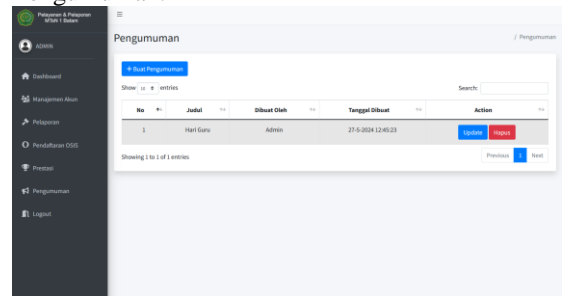 Pelayanan & Pelaporan
MTsN 1 Batam
ADMIN
Dashboard
Manajemen Akun
Pelaporan
Pendaftaran OSIS
Prestasi
Pengumuman
Logout
Pengumuman
/ Pengumuman
+ Buat Pengumuman
Show 10 entries
Search:
No Judul Dibuat Oleh Tanggal Dibuat Action
1 Hari Guru Admin 27-5-2024 12:45:23 Update Hapus
Showing 1 to 1 of 1 entries
Previous 1 Next